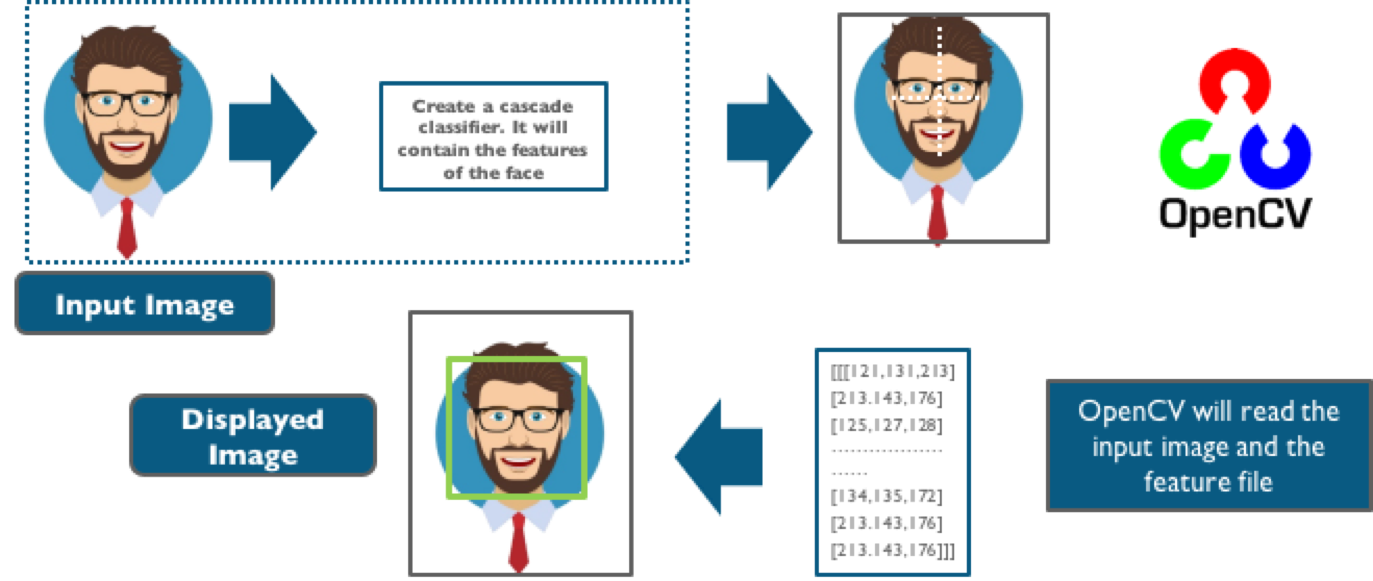 Create a cascade
classifier. It will
contain the features
of the face
OpenCV
Input Image
Displayed
Image
[[[121,131,213]
[213.143,176]
[125,127,128]
..................
......
[134,135,172]
[213.143,176]
[213.143,176]]]
OpenCV will read the
input image and the
feature file